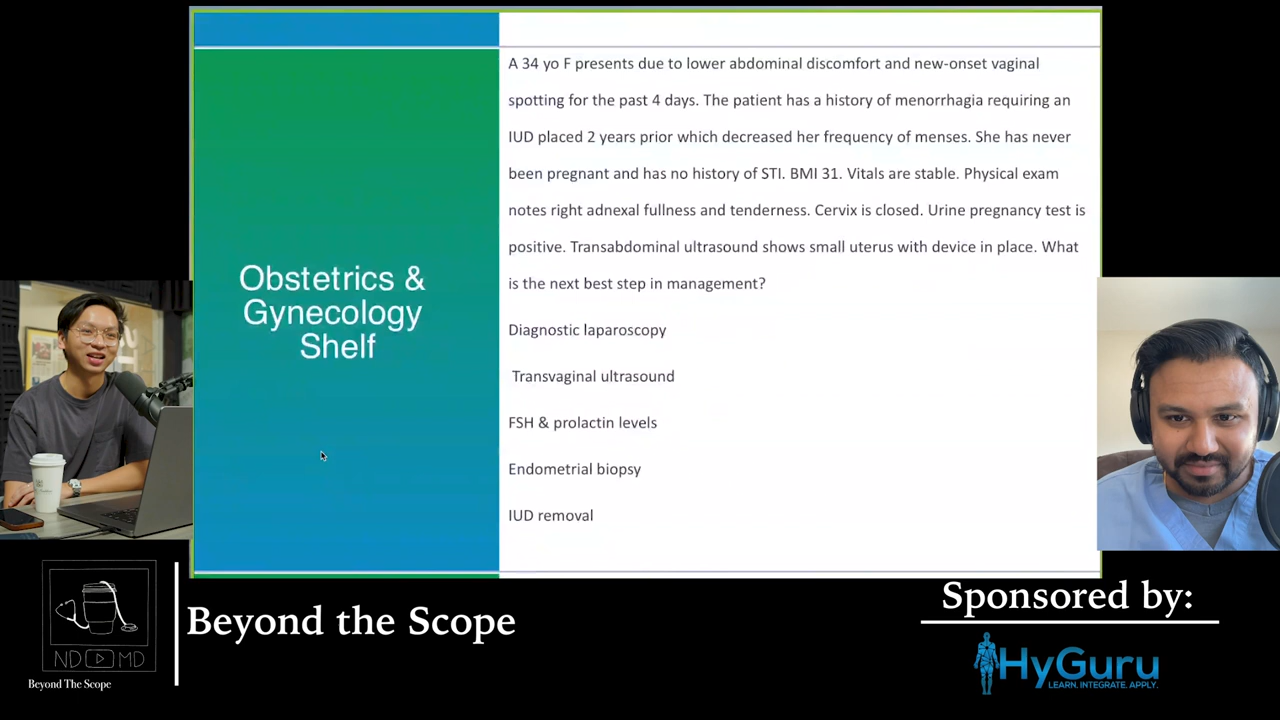 A 34 yo F presents due to lower abdominal discomfort and new-onset vaginal
spotting for the past 4 days. The patient has a history of menorrhagia requiring an
IUD placed 2 years prior which decreased her frequency of menses. She has never
been pregnant and has no history of STI. BMI 31. Vitals are stable. Physical exam
notes right adnexal fullness and tenderness. Cervix is closed. Urine pregnancy test is
positive. Transabdominal ultrasound shows small uterus with device in place. What
is the next best step in management?
Diagnostic laparoscopy
Transvaginal ultrasound
FSH & prolactin levels
Endometrial biopsy
IUD removal
Obstetrics &
Gynecology
Shelf
ND MD
Beyond The Scope
Beyond the Scope
Sponsored by:
HyGuru
LEARN. INTEGRATE. APPLY.